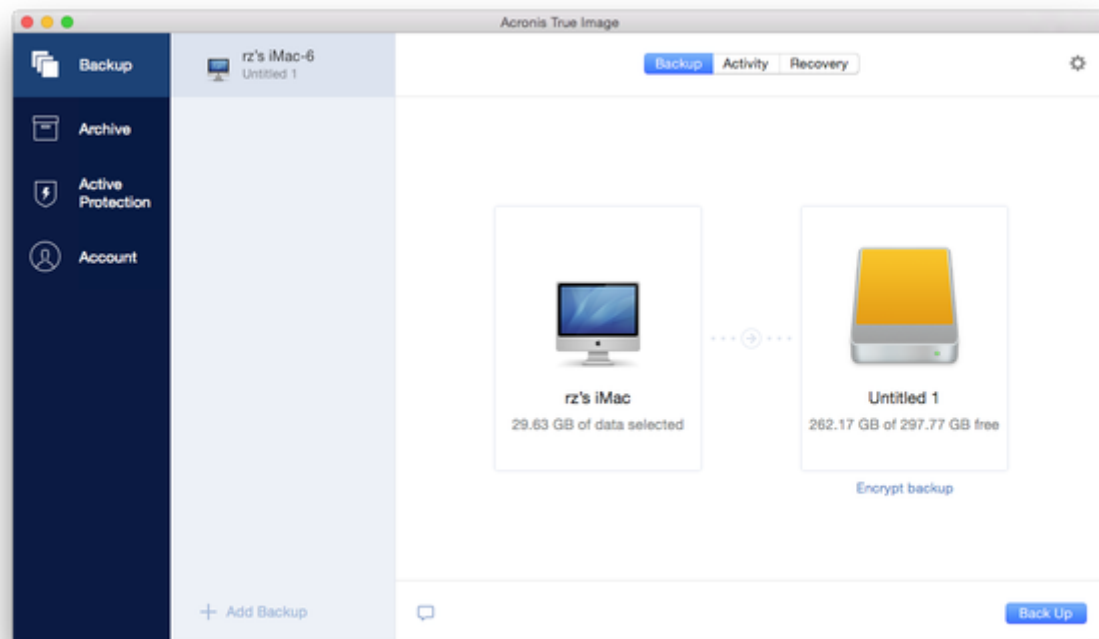 Acronis True Image
Backup
Archive
Active
Protection
Account
rz's iMac-6
Untitled 1
+ Add Backup
Backup Activity Recovery
rz's iMac
29.63 GB of data selected
Untitled 1
262.17 GB of 297.77 GB free
Encrypt backup
Back Up